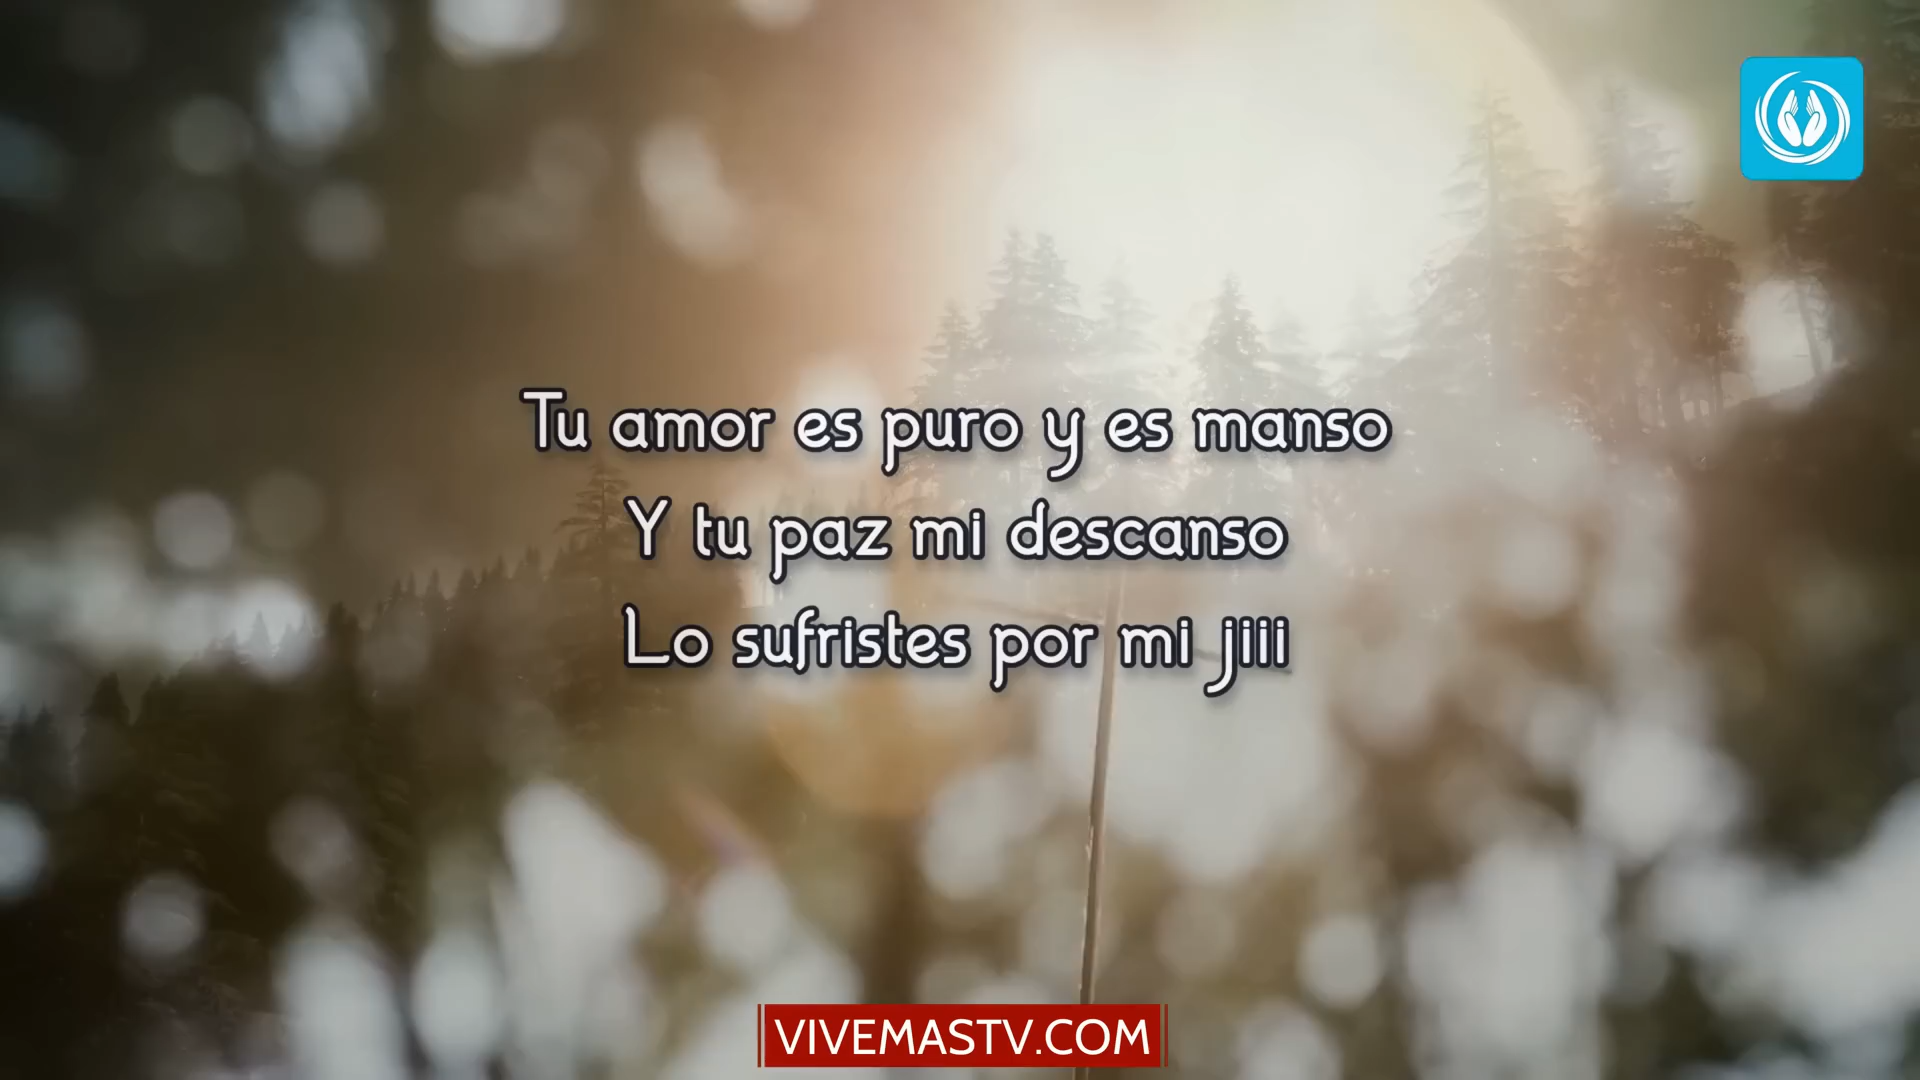 Tu amor es puro y es manso
Y tu paz mi descanso
Lo sufristes por mi jiii
VIVEMASTV.COM